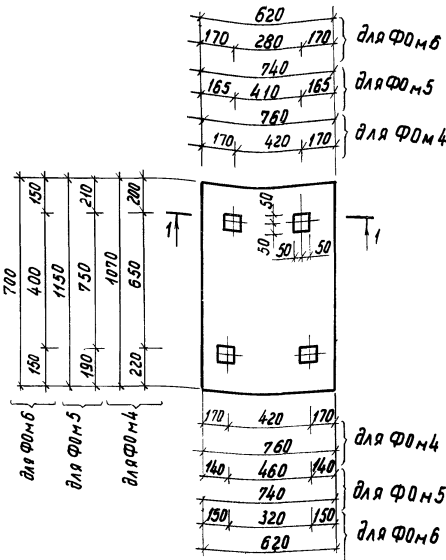 620
170 280 170 для ФОм6
740
165 410 165 для ФОм5
760
170 420 170 для ФОм4
150 210 200
50
50
50 50
1 1
700 400 1150 750 1070 650
150 190 220
для ФОм6 для ФОм5 для ФОм4
170 420 170
760 для ФОм4
140 460 140
740 для ФОм5
150 320 150
620 для ФОм6